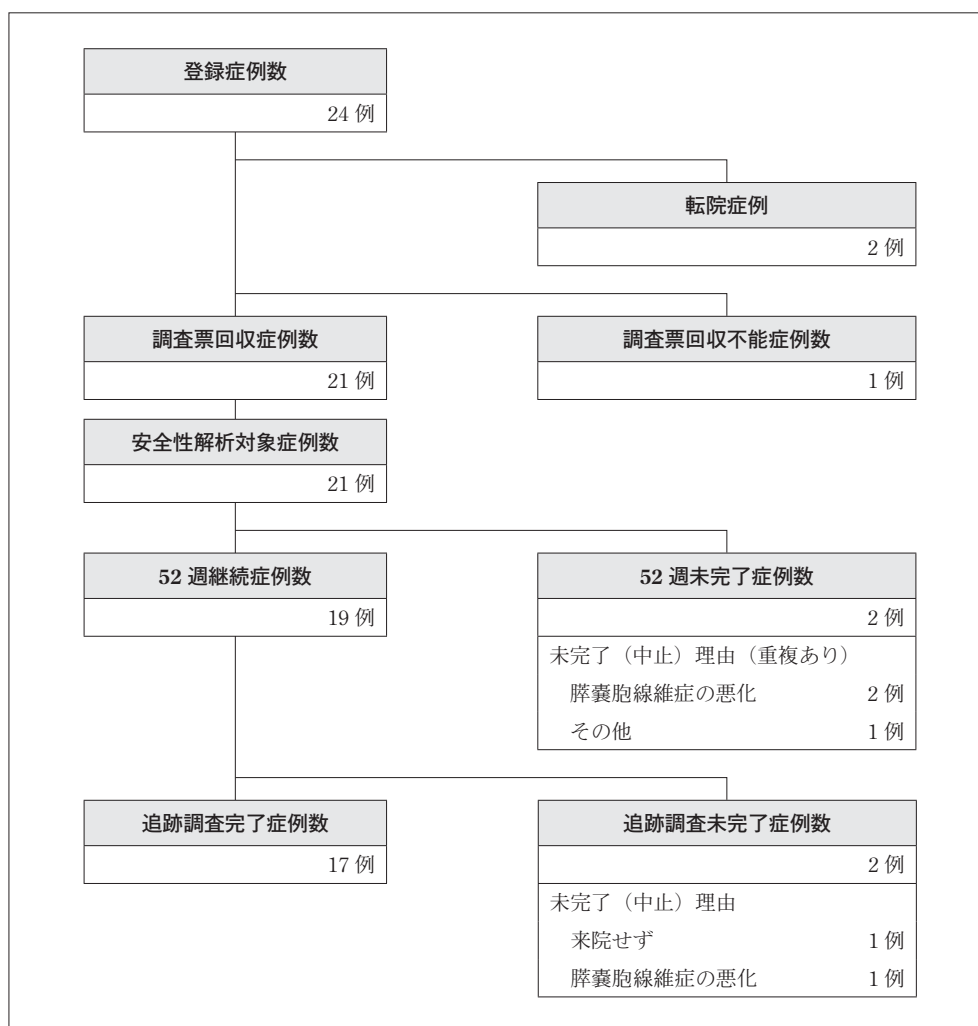 登録症例数
24 例
転院症例
2 例
調査票回収症例数
21 例
調査票回収不能症例数
1 例
安全性解析対象症例数
21 例
52 週継続症例数
19 例
52 週未完了症例数
2 例
未完了（中止）理由（重複あり）
膵嚢胞線維症の悪化 2 例
その他 1 例
追跡調査完了症例数
17 例
追跡調査未完了症例数
2 例
未完了（中止）理由
来院せず 1 例
膵嚢胞線維症の悪化 1 例